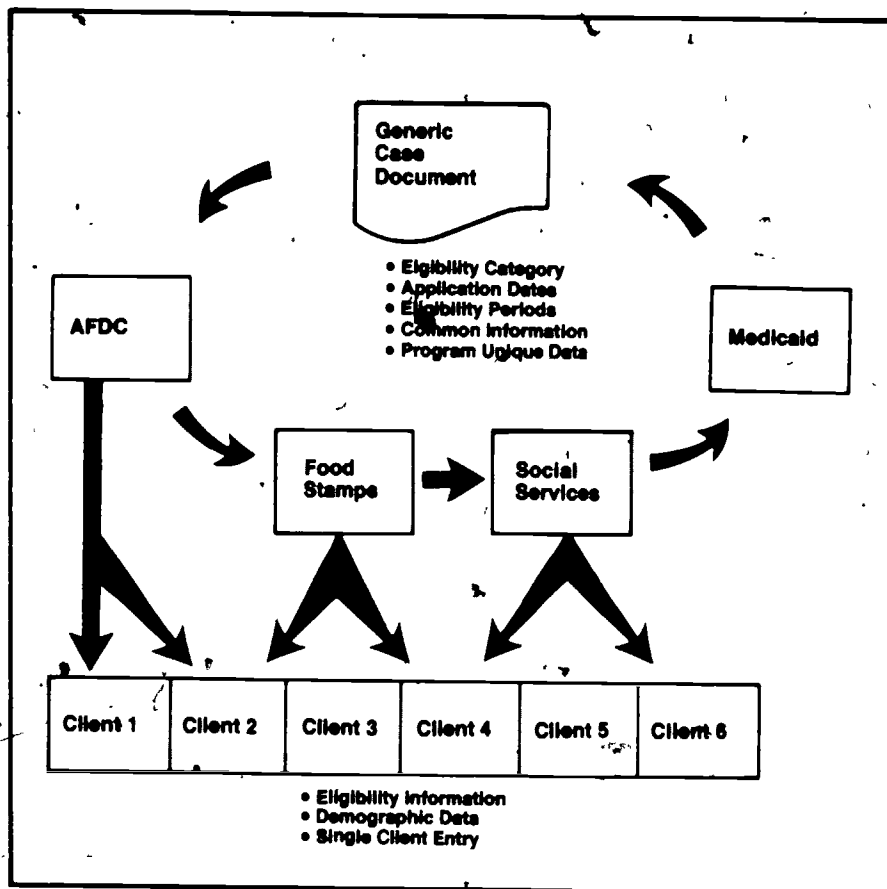 Generic
Case
Document
• Eligibility Category
• Application Dates
• Eligibility Periods
• Common Information
• Program Unique Data
AFDC
Medicaid
Food
Stamps
Social
Services
Client 1
Client 2
Client 3
Client 4
Client 5
Client 6
• Eligibility Information
• Demographic Data
• Single Client Entry